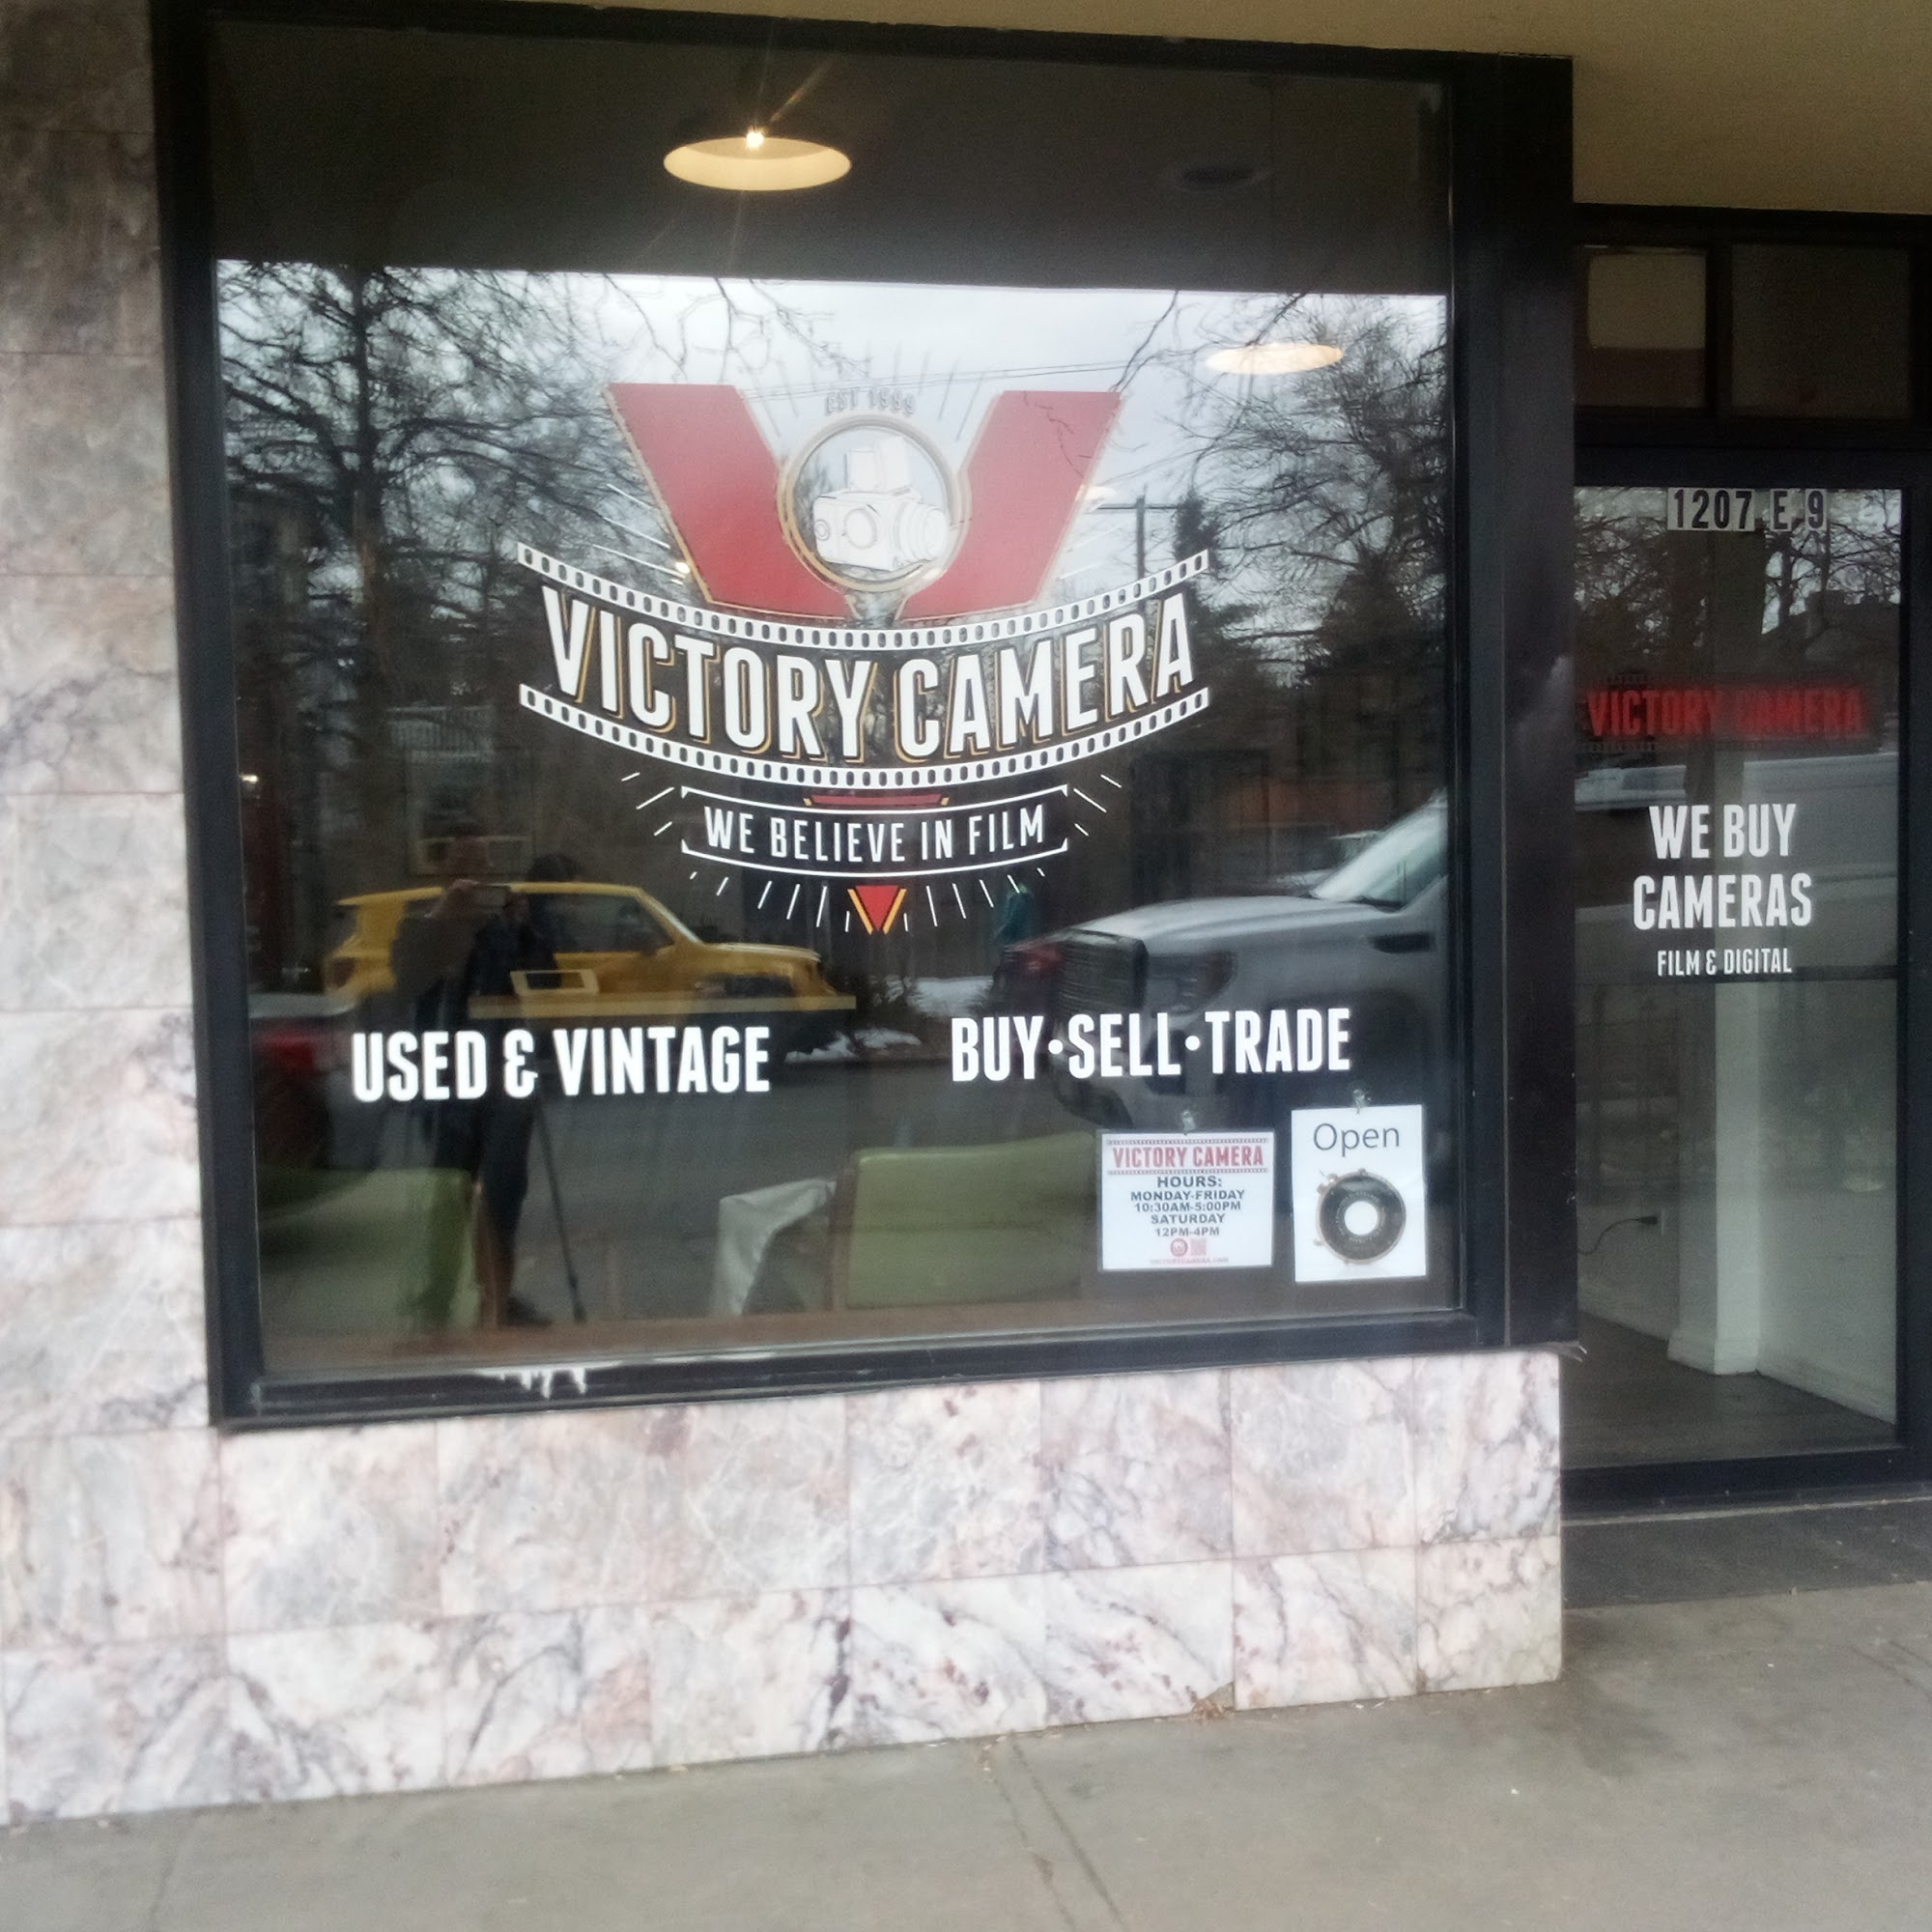 EST 1999
VICTORY CAMERA
WE BELIEVE IN FILM
USED & VINTAGE
BUY·SELL·TRADE
VICTORY CAMERA
HOURS:
MONDAY-FRIDAY
10:30AM-5:00PM
SATURDAY
12PM-4PM
Open
1207 E 9
VICTORY CAMERA
WE BUY
CAMERAS
FILM & DIGITAL